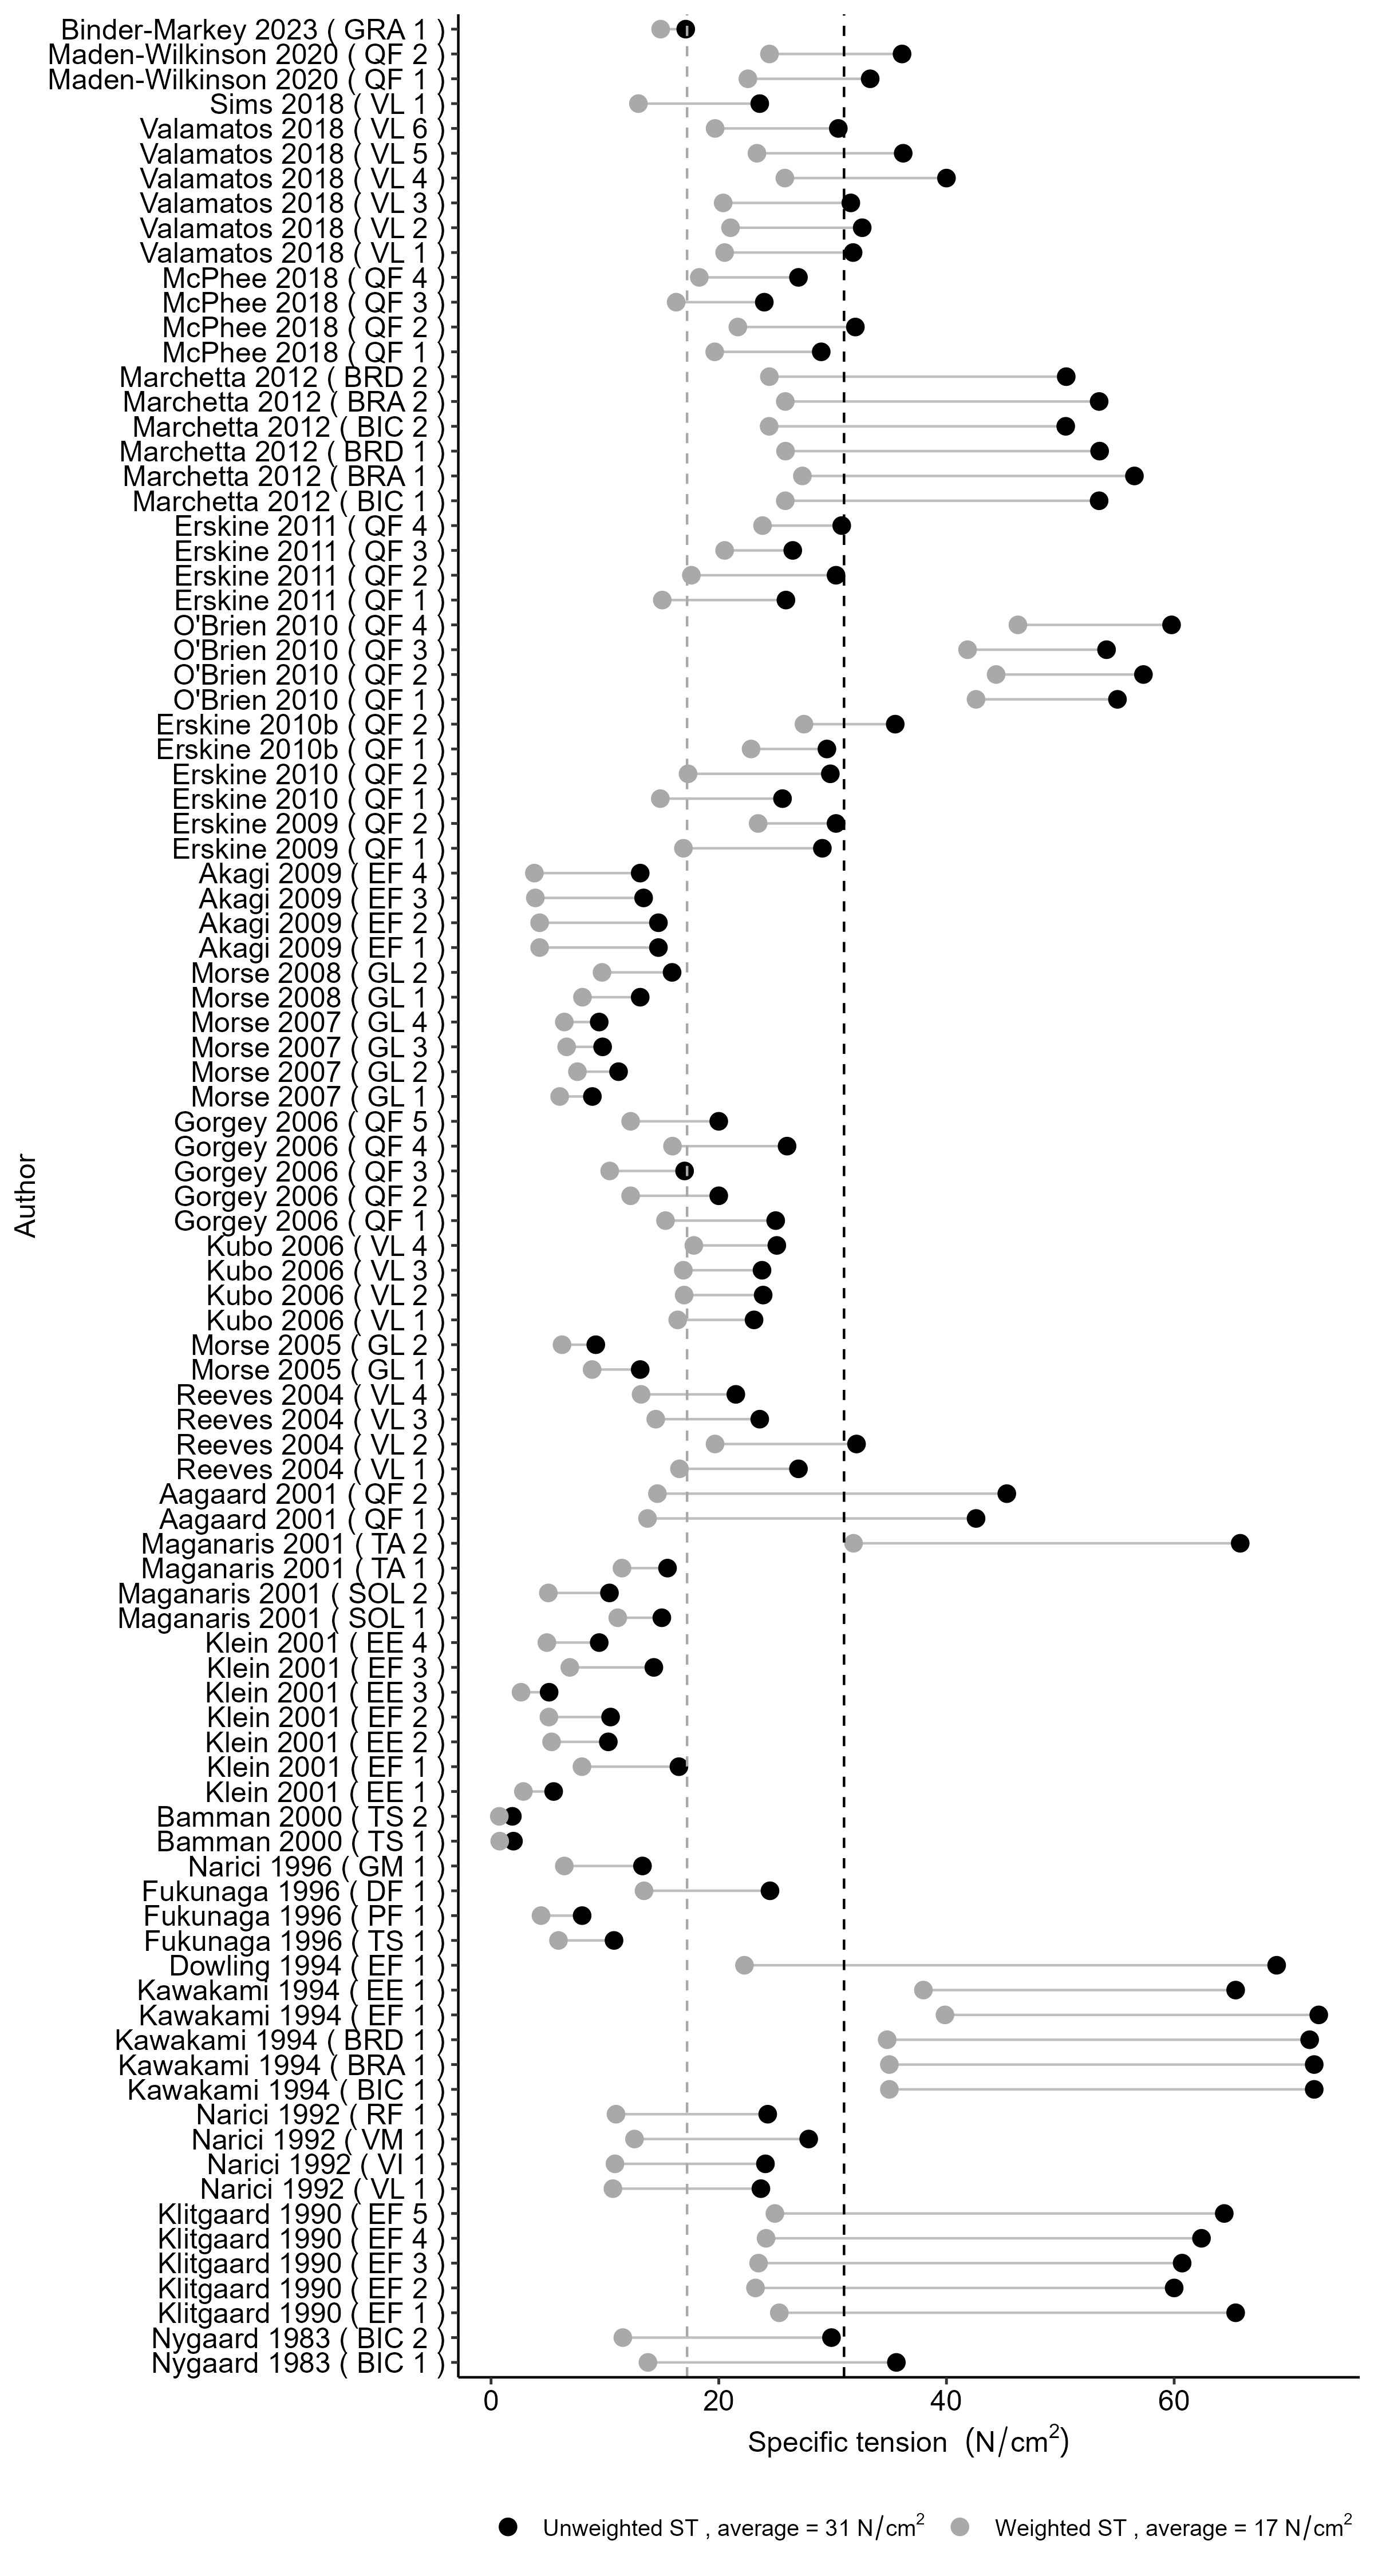 Binder-Markey 2023 ( GRA 1 )
Maden-Wilkinson 2020 ( QF 2 )
Maden-Wilkinson 2020 ( QF 1 )
Sims 2018 ( VL 1 )
Valamatos 2018 ( VL 6 )
Valamatos 2018 ( VL 5 )
Valamatos 2018 ( VL 4 )
Valamatos 2018 ( VL 3 )
Valamatos 2018 ( VL 2 )
Valamatos 2018 ( VL 1 )
McPhee 2018 ( QF 4 )
McPhee 2018 ( QF 3 )
McPhee 2018 ( QF 2 )
McPhee 2018 ( QF 1 )
Marchetta 2012 ( BRD 2 )
Marchetta 2012 ( BRA 2 )
Marchetta 2012 ( BIC 2 )
Marchetta 2012 ( BRD 1 )
Marchetta 2012 ( BRA 1 )
Marchetta 2012 ( BIC 1 )
Erskine 2011 ( QF 4 )
Erskine 2011 ( QF 3 )
Erskine 2011 ( QF 2 )
Erskine 2011 ( QF 1 )
O'Brien 2010 ( QF 4 )
O'Brien 2010 ( QF 3 )
O'Brien 2010 ( QF 2 )
O'Brien 2010 ( QF 1 )
Erskine 2010b ( QF 2 )
Erskine 2010b ( QF 1 )
Erskine 2010 ( QF 2 )
Erskine 2010 ( QF 1 )
Erskine 2009 ( QF 2 )
Erskine 2009 ( QF 1 )
Akagi 2009 ( EF 4 )
Akagi 2009 ( EF 3 )
Akagi 2009 ( EF 2 )
Akagi 2009 ( EF 1 )
Morse 2008 ( GL 2 )
Morse 2008 ( GL 1 )
Morse 2007 ( GL 4 )
Morse 2007 ( GL 3 )
Morse 2007 ( GL 2 )
Morse 2007 ( GL 1 )
Gorgey 2006 ( QF 5 )
Gorgey 2006 ( QF 4 )
Gorgey 2006 ( QF 3 )
Gorgey 2006 ( QF 2 )
Gorgey 2006 ( QF 1 )
Kubo 2006 ( VL 4 )
Kubo 2006 ( VL 3 )
Kubo 2006 ( VL 2 )
Kubo 2006 ( VL 1 )
Morse 2005 ( GL 2 )
Morse 2005 ( GL 1 )
Reeves 2004 ( VL 4 )
Reeves 2004 ( VL 3 )
Reeves 2004 ( VL 2 )
Reeves 2004 ( VL 1 )
Aagaard 2001 ( QF 2 )
Aagaard 2001 ( QF 1 )
Maganaris 2001 ( TA 2 )
Maganaris 2001 ( TA 1 )
Maganaris 2001 ( SOL 2 )
Maganaris 2001 ( SOL 1 )
Klein 2001 ( EE 4 )
Klein 2001 ( EF 3 )
Klein 2001 ( EE 3 )
Klein 2001 ( EF 2 )
Klein 2001 ( EE 2 )
Klein 2001 ( EF 1 )
Klein 2001 ( EE 1 )
Bamman 2000 ( TS 2 )
Bamman 2000 ( TS 1 )
Narici 1996 ( GM 1 )
Fukunaga 1996 ( DF 1 )
Fukunaga 1996 ( PF 1 )
Fukunaga 1996 ( TS 1 )
Dowling 1994 ( EF 1 )
Kawakami 1994 ( EE 1 )
Kawakami 1994 ( EF 1 )
Kawakami 1994 ( BRD 1 )
Kawakami 1994 ( BRA 1 )
Kawakami 1994 ( BIC 1 )
Narici 1992 ( RF 1 )
Narici 1992 ( VM 1 )
Narici 1992 ( VI 1 )
Narici 1992 ( VL 1 )
Klitgaard 1990 ( EF 5 )
Klitgaard 1990 ( EF 4 )
Klitgaard 1990 ( EF 3 )
Klitgaard 1990 ( EF 2 )
Klitgaard 1990 ( EF 1 )
Nygaard 1983 ( BIC 2 )
Nygaard 1983 ( BIC 1 )
Author
0 20 40 60
Specific tension (N/cm²)
Unweighted ST , average = 31 N/cm² Weighted ST , average = 17 N/cm²